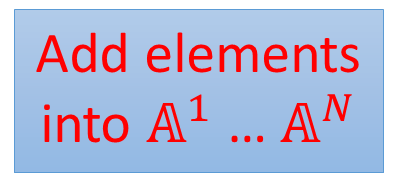 Add elements
into 𝔸¹ … 𝔸ᴺ